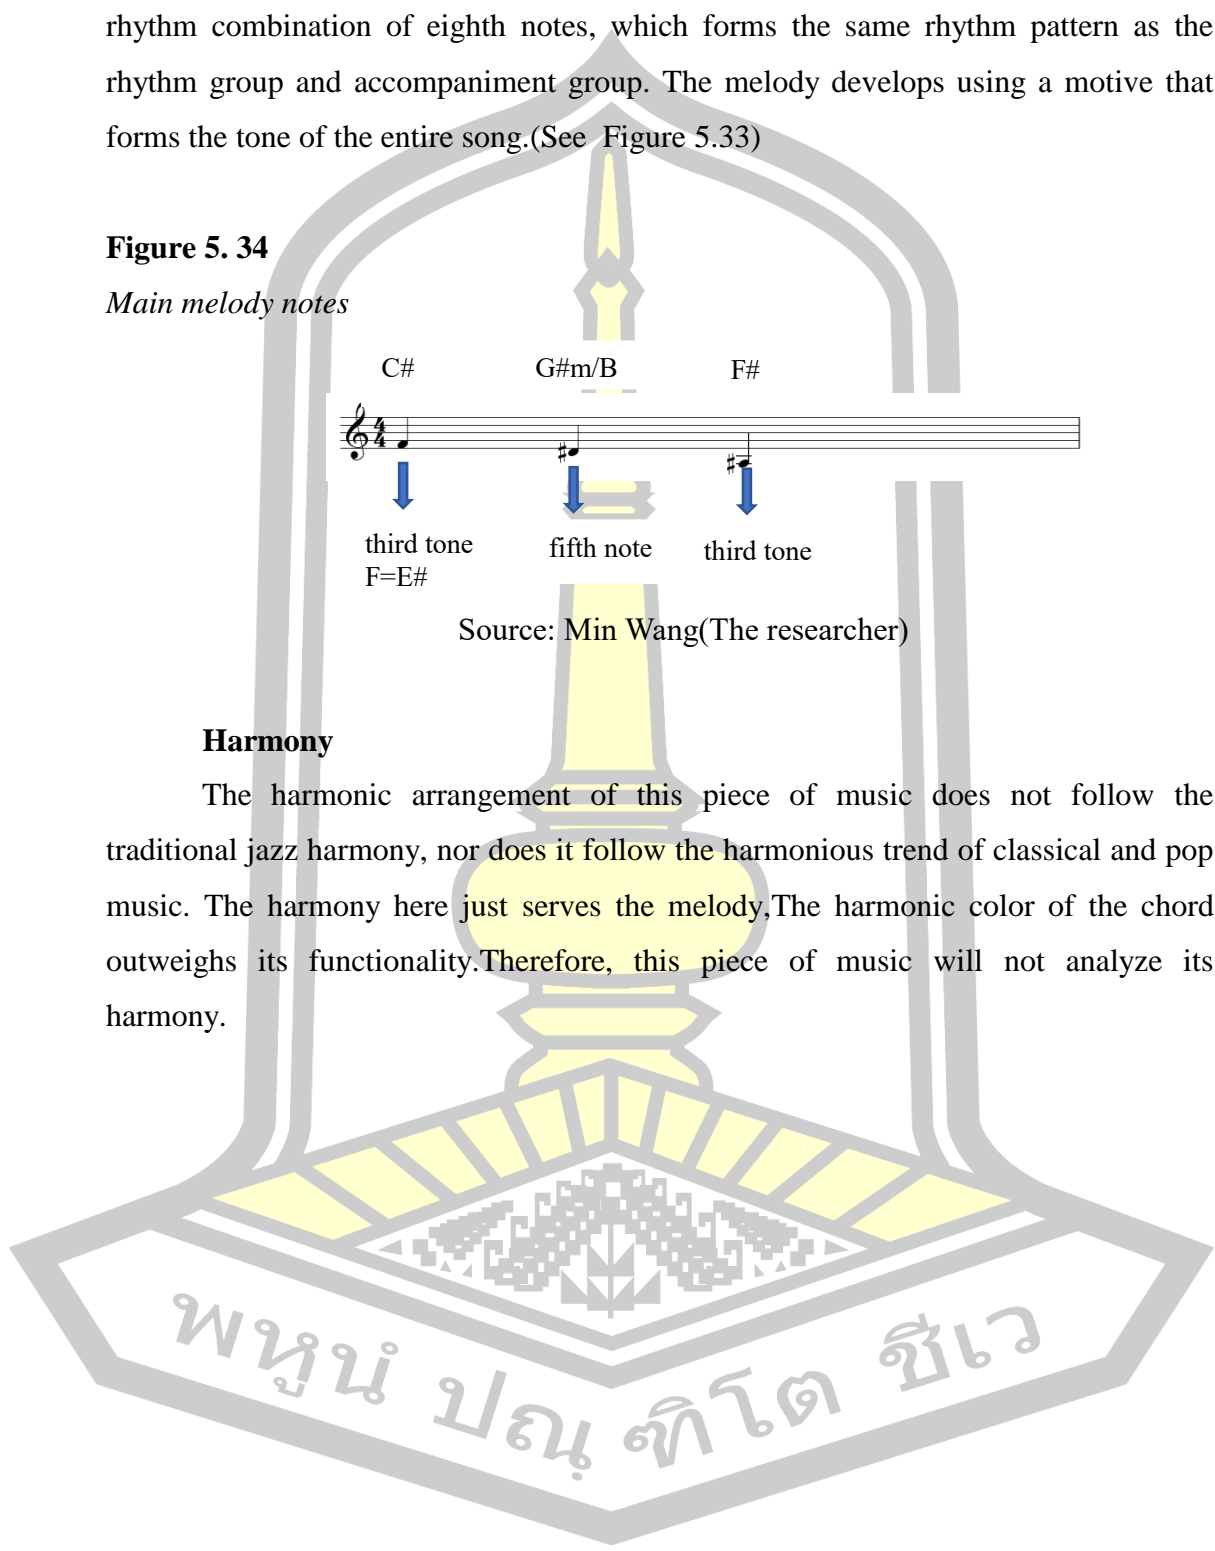 rhythm combination of eighth notes, which forms the same rhythm pattern as the
rhythm group and accompaniment group. The melody develops using a motive that
forms the tone of the entire song.(See Figure 5.33)
Figure 5. 34
Main melody notes
C# G#m/B F#
third tone fifth note third tone
F=E#
Source: Min Wang(The researcher)
Harmony
The harmonic arrangement of this piece of music does not follow the
traditional jazz harmony, nor does it follow the harmonious trend of classical and pop
music. The harmony here just serves the melody,The harmonic color of the chord
outweighs its functionality.Therefore, this piece of music will not analyze its
harmony.
พหูนํ ปณฺฑิโต ชีเว